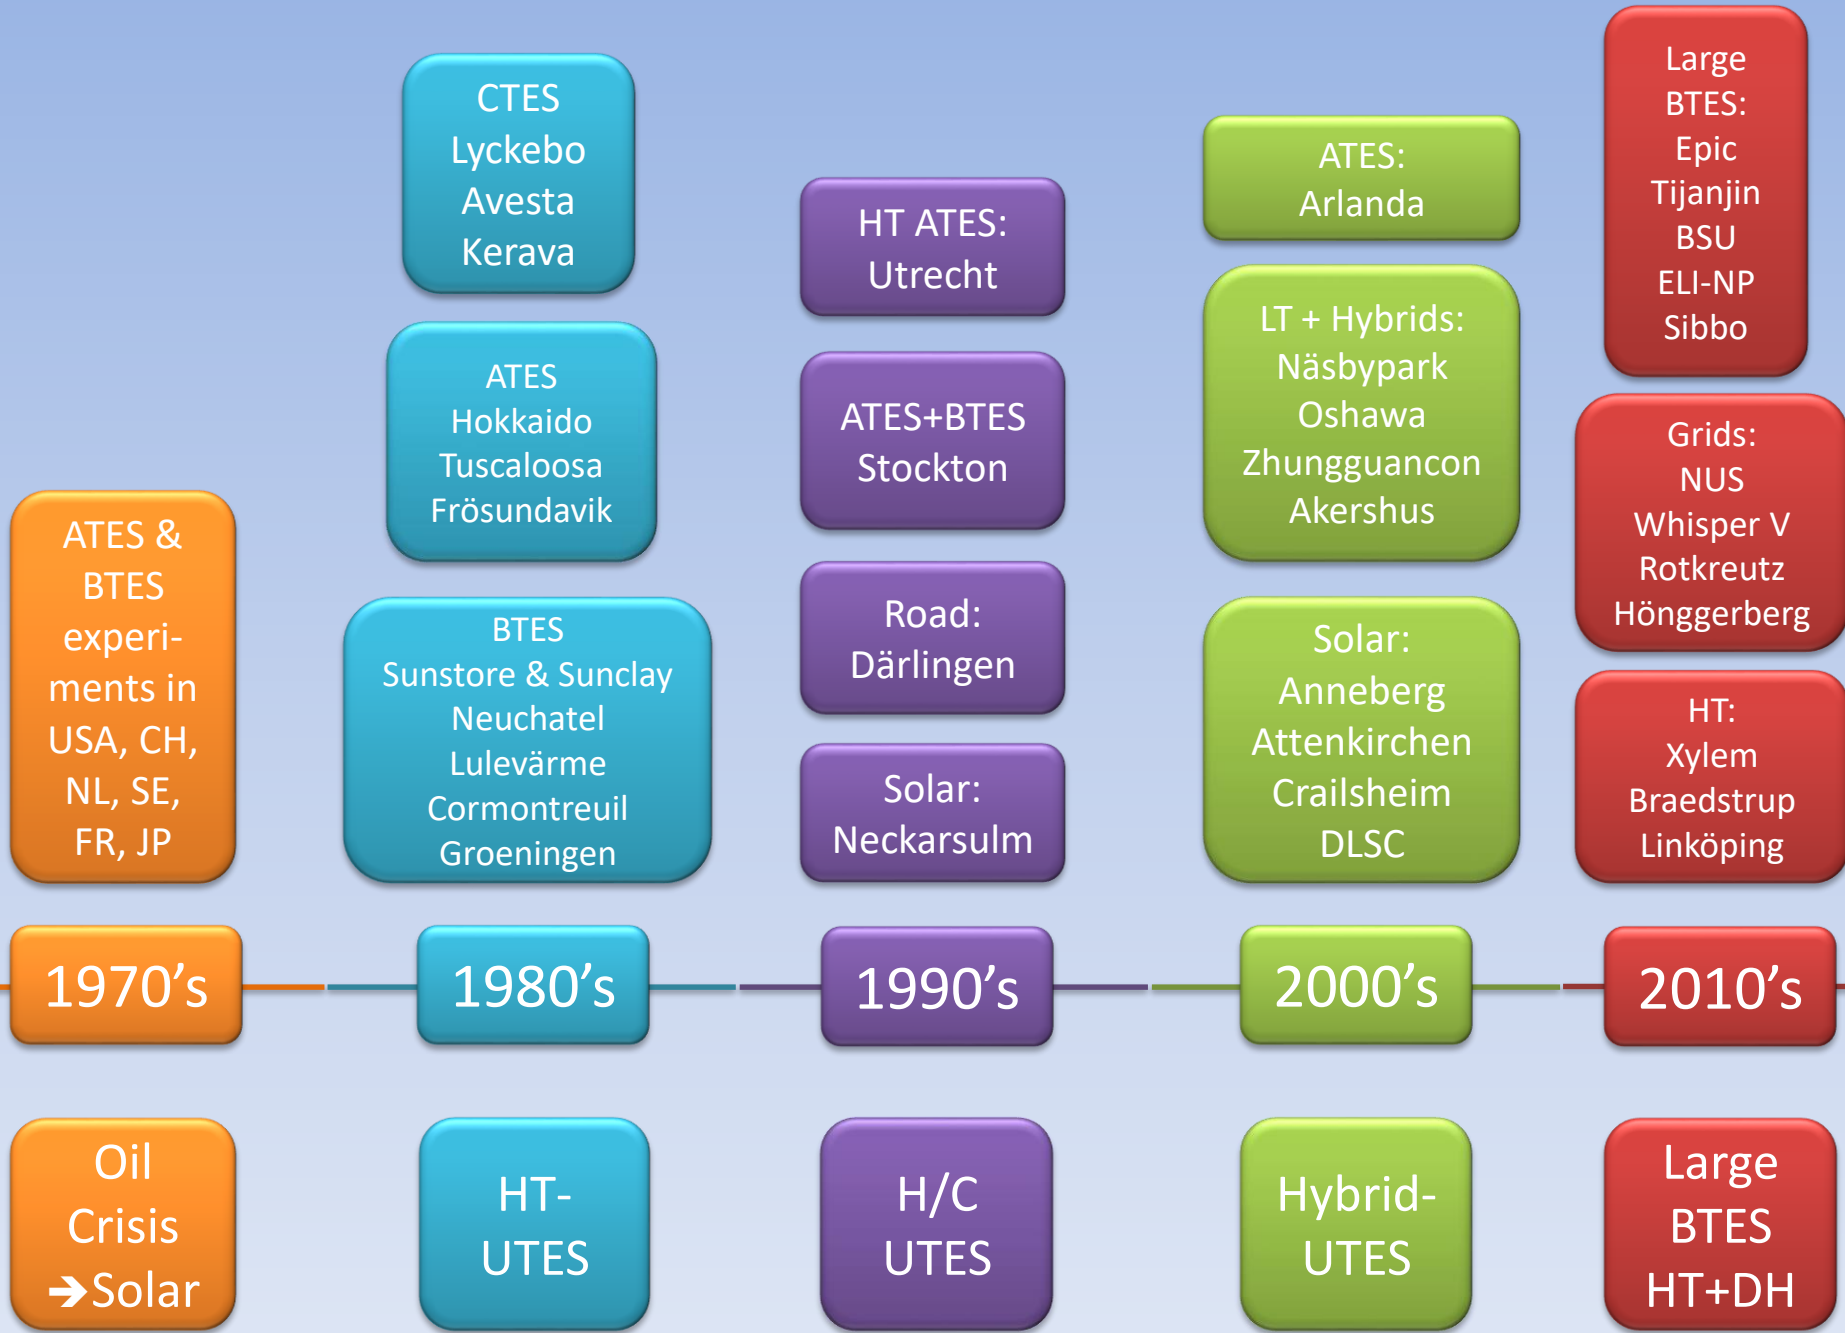 ATES &
BTES
experi-
ments in
USA, CH,
NL, SE,
FR, JP
1970's
Oil
Crisis
➔Solar
CTES
Lyckebo
Avesta
Kerava
ATES
Hokkaido
Tuscaloosa
Frösundavik
BTES
Sunstore & Sunclay
Neuchatel
Lulevärme
Cormontreuil
Groeningen
1980's
HT-
UTES
HT ATES:
Utrecht
ATES+BTES
Stockton
Road:
Därlingen
Solar:
Neckarsulm
1990's
H/C
UTES
ATES:
Arlanda
LT + Hybrids:
Näsbypark
Oshawa
Zhungguancon
Akershus
Solar:
Anneberg
Attenkirchen
Crailsheim
DLSC
2000's
Hybrid-
UTES
Large
BTES:
Epic
Tijanjin
BSU
ELI-NP
Sibbo
Grids:
NUS
Whisper V
Rotkreutz
Hönggerberg
HT:
Xylem
Braedstrup
Linköping
2010's
Large
BTES
HT+DH